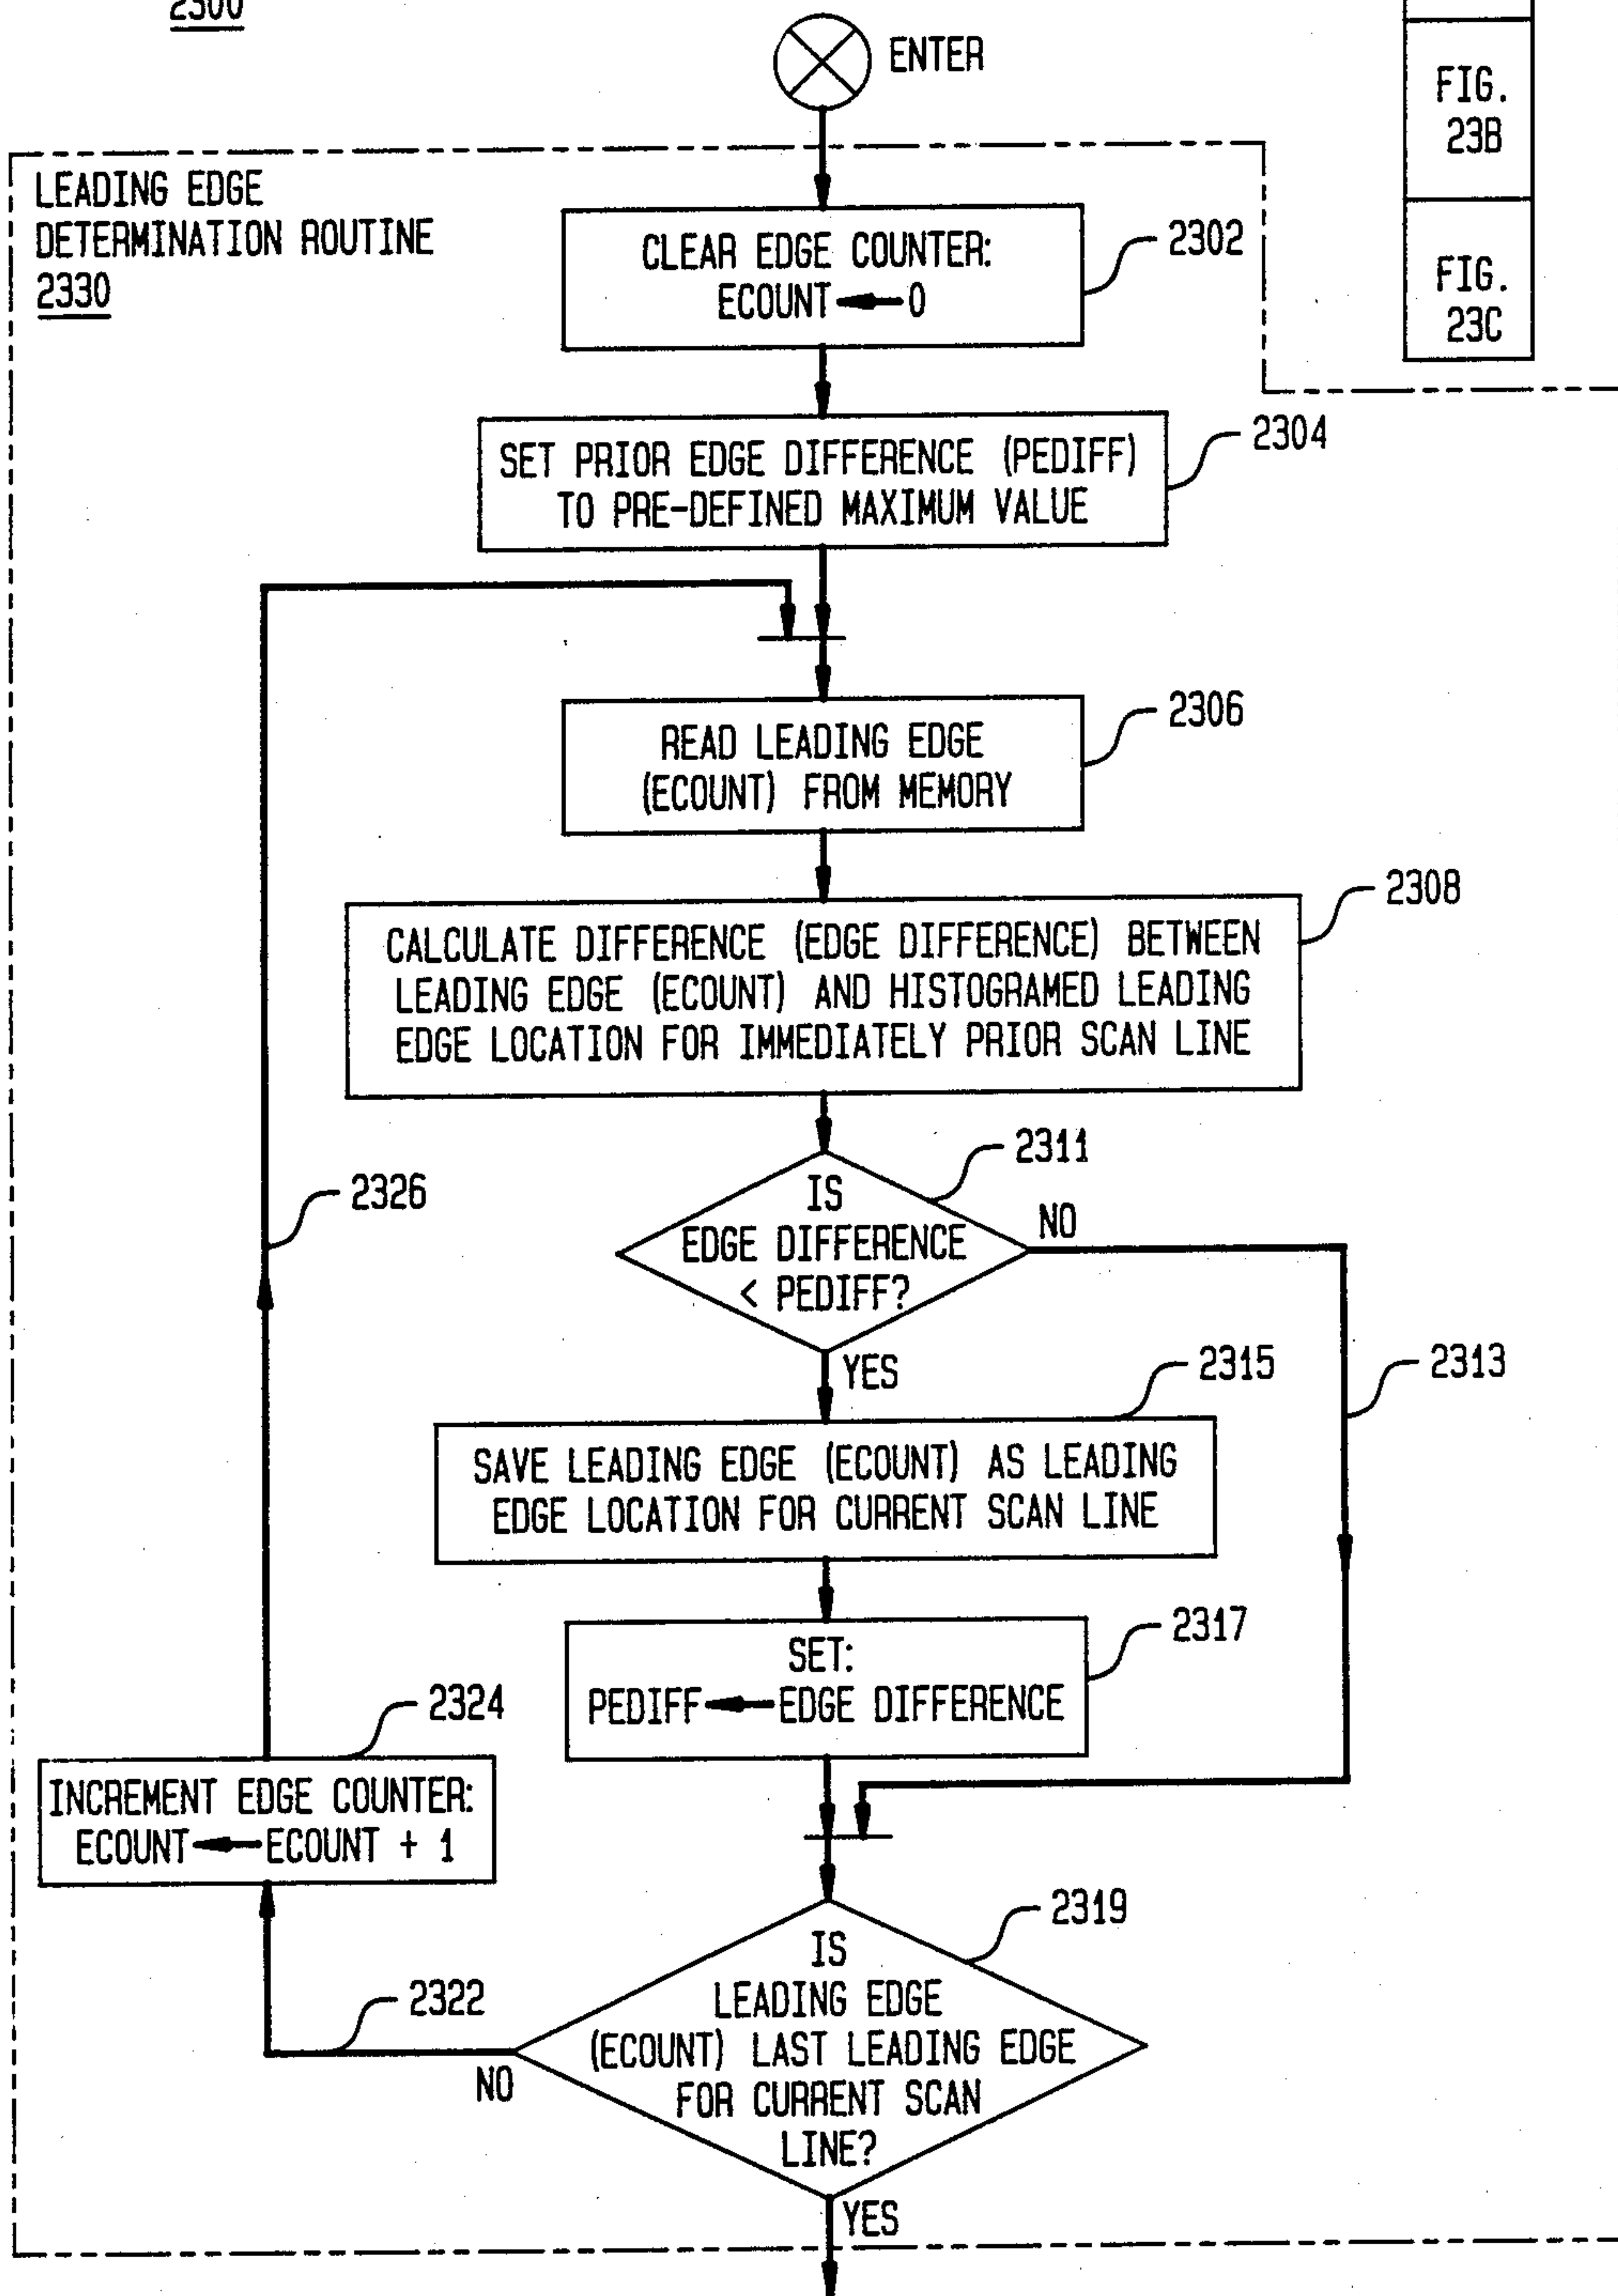 2300
ENTER
FIG.
23B
FIG.
23C
LEADING EDGE
DETERMINATION ROUTINE
2330
CLEAR EDGE COUNTER:
ECOUNT ← 0
2302
SET PRIOR EDGE DIFFERENCE (PEDIFF)
TO PRE-DEFINED MAXIMUM VALUE
2304
READ LEADING EDGE
(ECOUNT) FROM MEMORY
2306
CALCULATE DIFFERENCE (EDGE DIFFERENCE) BETWEEN
LEADING EDGE (ECOUNT) AND HISTOGRAMED LEADING
EDGE LOCATION FOR IMMEDIATELY PRIOR SCAN LINE
2308
IS
EDGE DIFFERENCE
< PEDIFF?
2311
NO
YES
2326
2313
SAVE LEADING EDGE (ECOUNT) AS LEADING
EDGE LOCATION FOR CURRENT SCAN LINE
2315
SET:
PEDIFF ← EDGE DIFFERENCE
2317
INCREMENT EDGE COUNTER:
ECOUNT ← ECOUNT + 1
2324
IS
LEADING EDGE
(ECOUNT) LAST LEADING EDGE
FOR CURRENT SCAN
LINE?
2319
2322
NO
YES